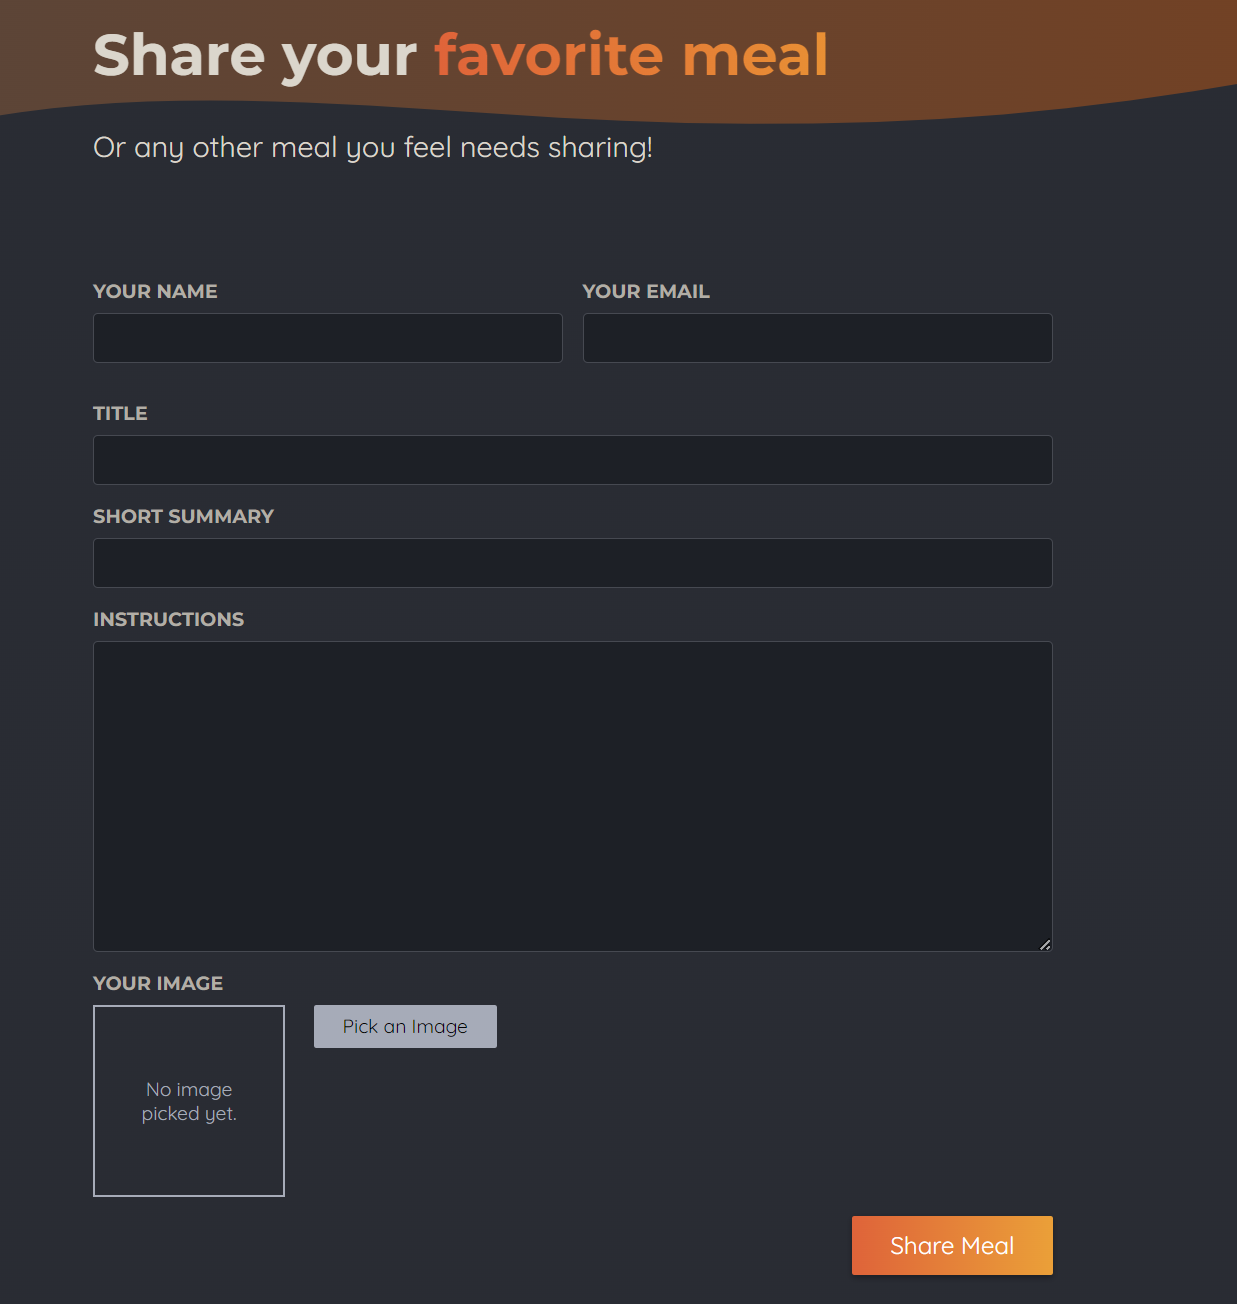 Share your favorite meal
Or any other meal you feel needs sharing!
YOUR NAME
YOUR EMAIL
TITLE
SHORT SUMMARY
INSTRUCTIONS
YOUR IMAGE
No image
picked yet.
Pick an Image
Share Meal